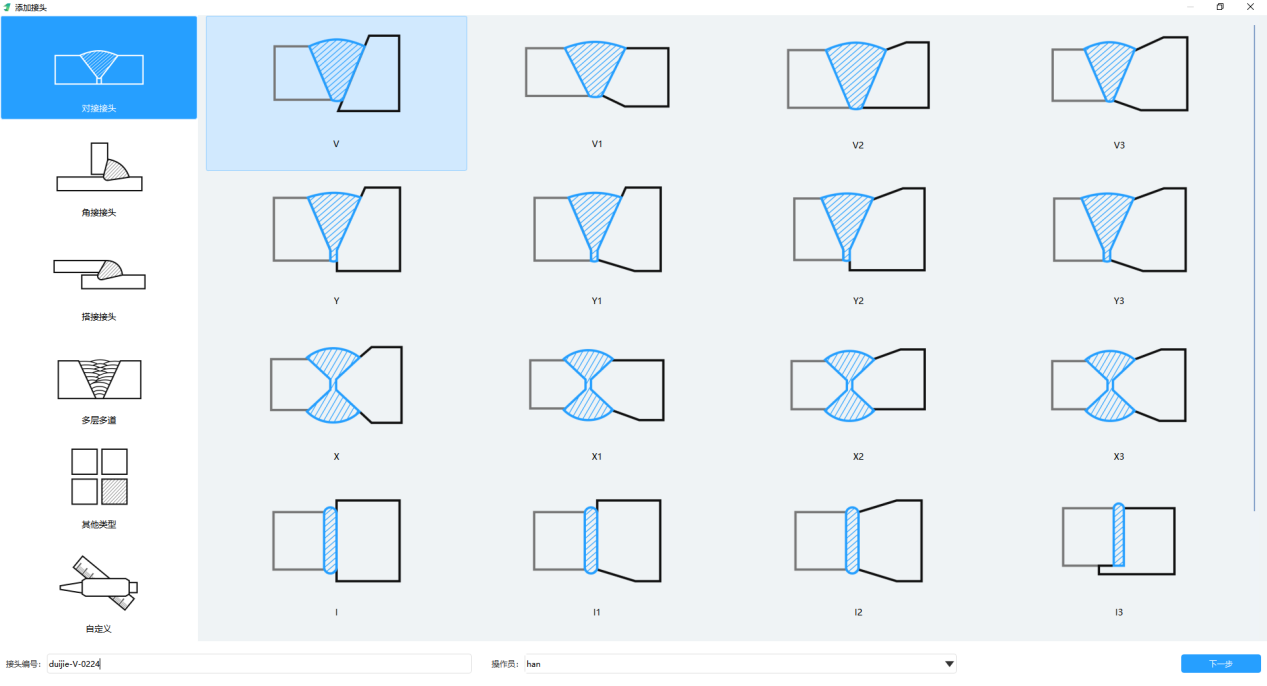 添加接头
对接接头
角接接头
搭接接头
多层多道
其他类型
自定义
V V1 V2 V3
Y Y1 Y2 Y3
X X1 X2 X3
I I1 I2 I3
接头编号: duijie-V-0224 操作员: han 下一步